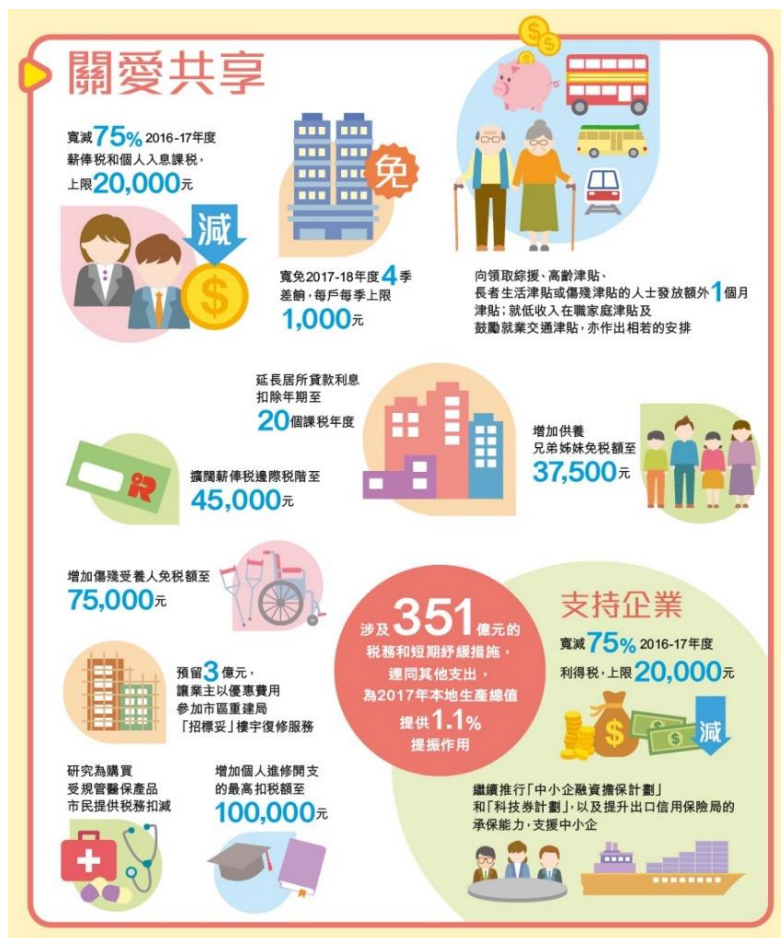 關愛共享
寬減75% 2016-17年度
薪俸稅和個人入息課稅，
上限20,000元
減
$
免
寬免2017-18年度4季
差餉，每戶每季上限
1,000元
$
$
$
向領取綜援、高齡津貼、
長者生活津貼或傷殘津貼的人士發放額外1個月
津貼；就低收入在職家庭津貼及
鼓勵就業交通津貼，亦作出相若的安排
延長居所貸款利息
扣除年期至
20個課稅年度
擴闊薪俸稅邊際稅階至
45,000元
增加供養
兄弟姊妹免稅額至
37,500元
增加傷殘受養人免稅額至
75,000元
預留3億元，
讓業主以優惠費用
參加市區重建局
「招標妥」樓宇復修服務
研究為購買
受規管醫保產品
市民提供稅務扣減
增加個人進修開支
的最高扣稅額至
100,000元
涉及351億元的
稅務和短期紓緩措施，
連同其他支出，
為2017年本地生產總值
提供1.1%
提振作用
支持企業
寬減75% 2016-17年度
利得稅，上限20,000元
$
減
繼續推行「中小企融資擔保計劃」
和「科技券計劃」，以及提升出口信用保險局的
承保能力，支援中小企